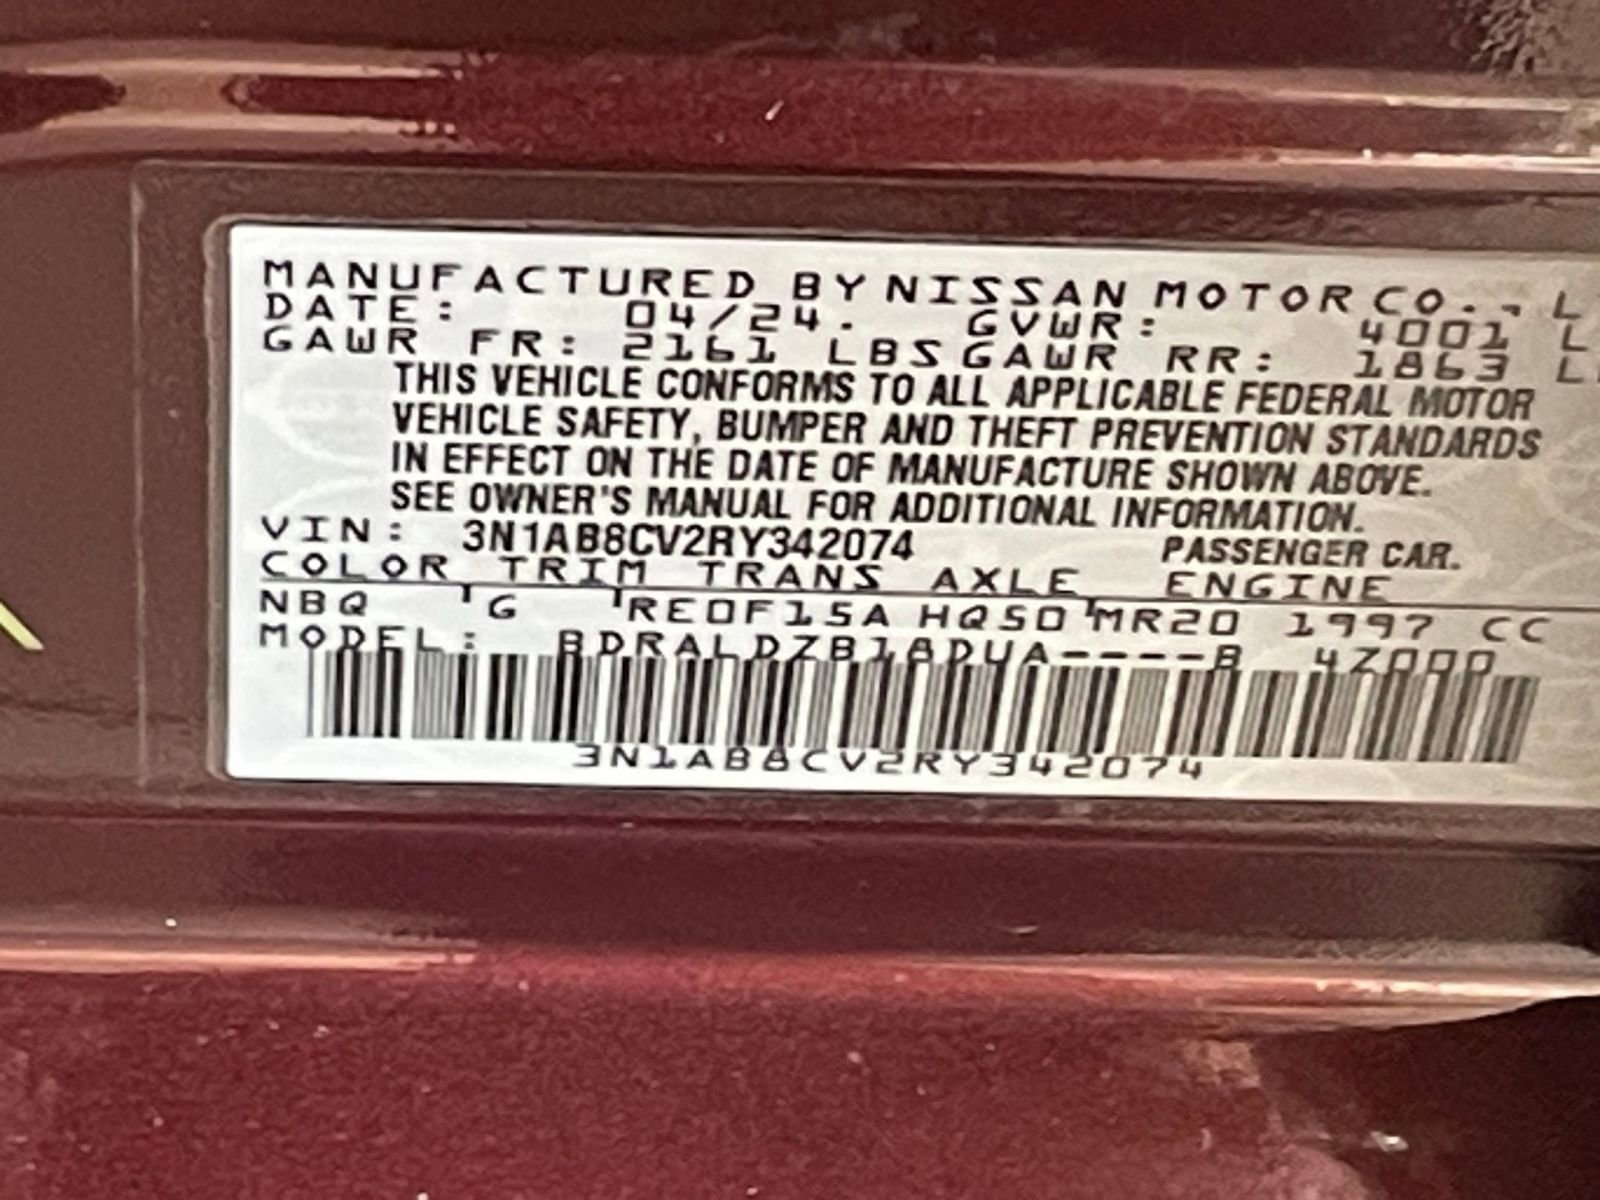 MANUFACTURED BY NISSAN MOTOR CO., L
DATE: 04/24. GVWR: 4001 L
GAWR FR: 2161 LBS GAWR RR: 1863 L
THIS VEHICLE CONFORMS TO ALL APPLICABLE FEDERAL MOTOR
VEHICLE SAFETY, BUMPER AND THEFT PREVENTION STANDARDS
IN EFFECT ON THE DATE OF MANUFACTURE SHOWN ABOVE.
SEE OWNER'S MANUAL FOR ADDITIONAL INFORMATION.
VIN: 3N1AB8CV2RY342074 PASSENGER CAR.
COLOR TRIM TRANS AXLE ENGINE
NBQ G RE0F15A HQ50 MR20 1997 CC
MODEL: BDRALDZB18DUA----B 4Z000
3N1AB8CV2RY342074